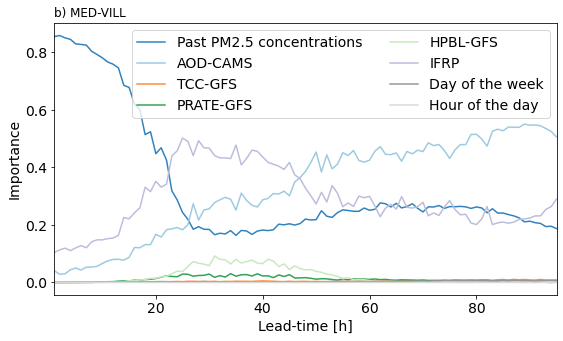 b) MED-VILL
Past PM2.5 concentrations
AOD-CAMS
TCC-GFS
PRATE-GFS
HPBL-GFS
IFRP
Day of the week
Hour of the day
Importance
0.8
0.6
0.4
0.2
0.0
20
40
60
80
Lead-time [h]